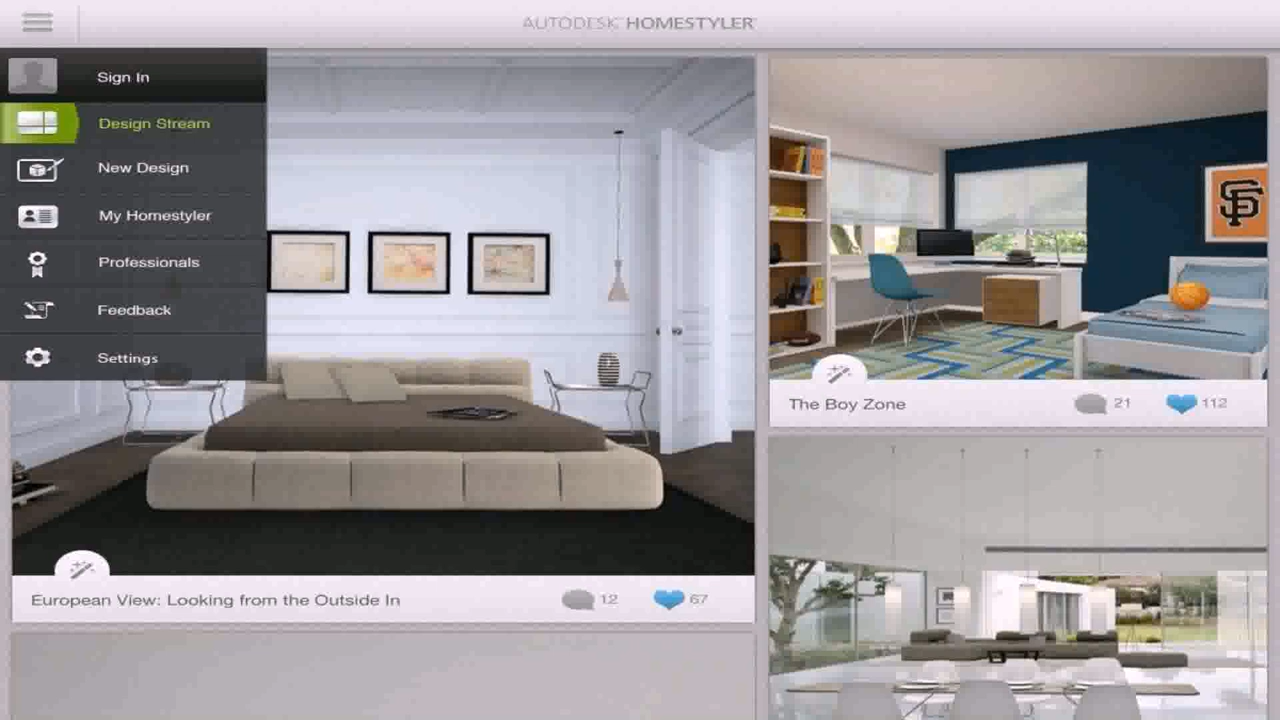 AUTODESK HOMESTYLER
Sign In
Design Stream
New Design
My Homestyler
Professionals
Feedback
Settings
SF
The Boy Zone
21
112
European View: Looking from the Outside In
12
67